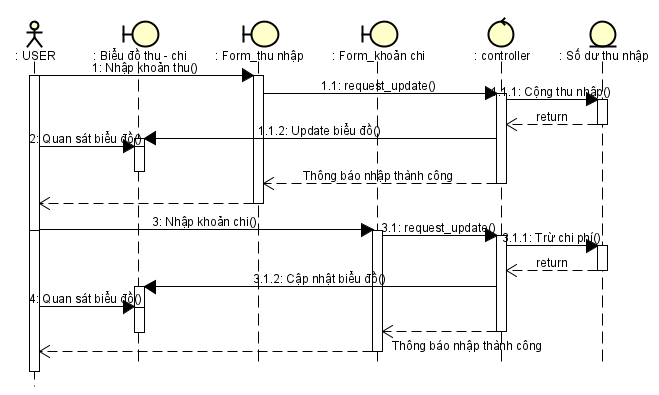 : USER
: Biểu đồ thu - chi
: Form_thu nhập
: Form_khoản chi
: controller
: Số dư thu nhập
1: Nhập khoản thu()
1.1: request_update()
1.1.1: Cộng thu nhập()
return
1.1.2: Update biểu đồ()
2: Quan sát biểu đồ()
Thông báo nhập thành công
3: Nhập khoản chi()
3.1: request_update()
3.1.1: Trừ chi phí()
return
3.1.2: Cập nhật biểu đồ()
4: Quan sát biểu đồ()
Thông báo nhập thành công